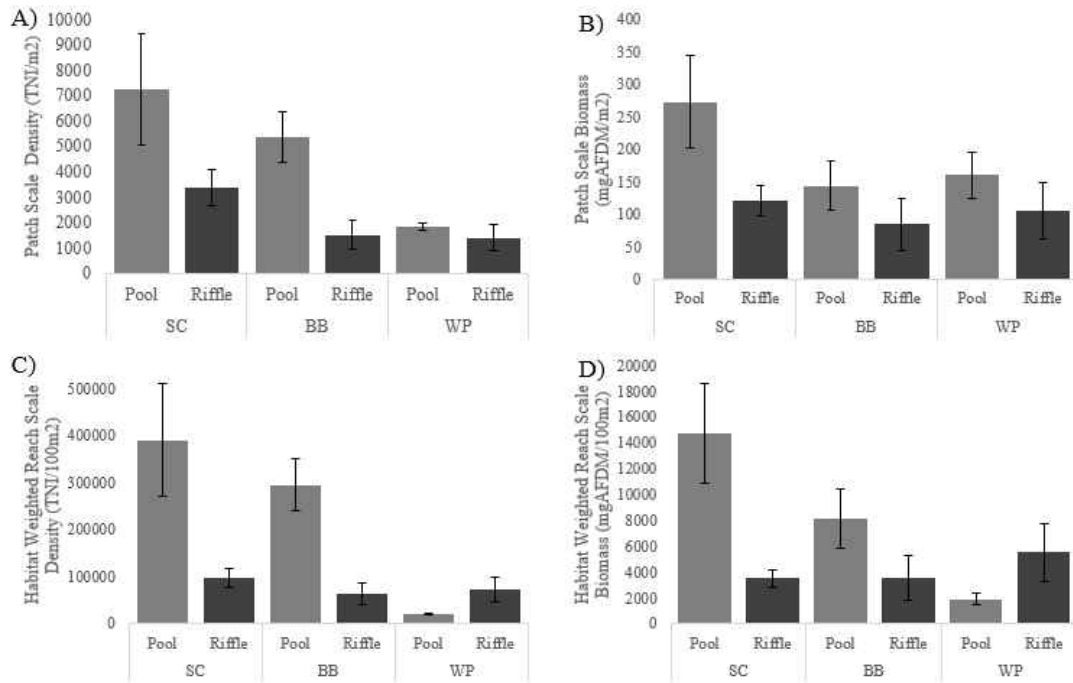 A)
Patch Scale Density (TNI/m2)
10000
9000
8000
7000
6000
5000
4000
3000
2000
1000
0
Pool Riffle Pool Riffle Pool Riffle
SC BB WP
B)
Patch Scale Biomass
(mgAFDM/m2)
400
350
300
250
200
150
100
50
0
Pool Riffle Pool Riffle Pool Riffle
SC BB WP
C)
Habitat Weighted Reach Scale
Density (TNI/100m2)
500000
400000
300000
200000
100000
0
Pool Riffle Pool Riffle Pool Riffle
SC BB WP
D)
Habitat Weighted Reach Scale
Biomass (mgAFDM/100m2)
20000
18000
16000
14000
12000
10000
8000
6000
4000
2000
0
Pool Riffle Pool Riffle Pool Riffle
SC BB WP